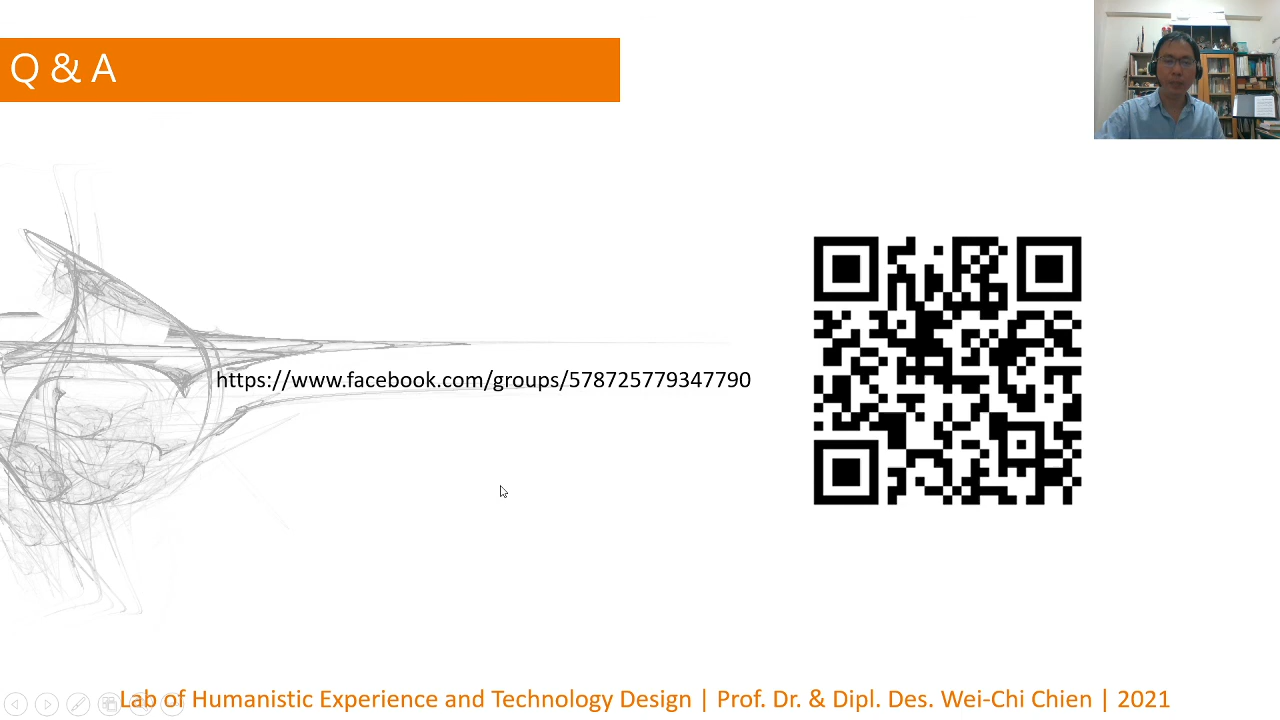 Q & A
https://www.facebook.com/groups/578725779347790
Lab of Humanistic Experience and Technology Design | Prof. Dr. & Dipl. Des. Wei-Chi Chien | 2021